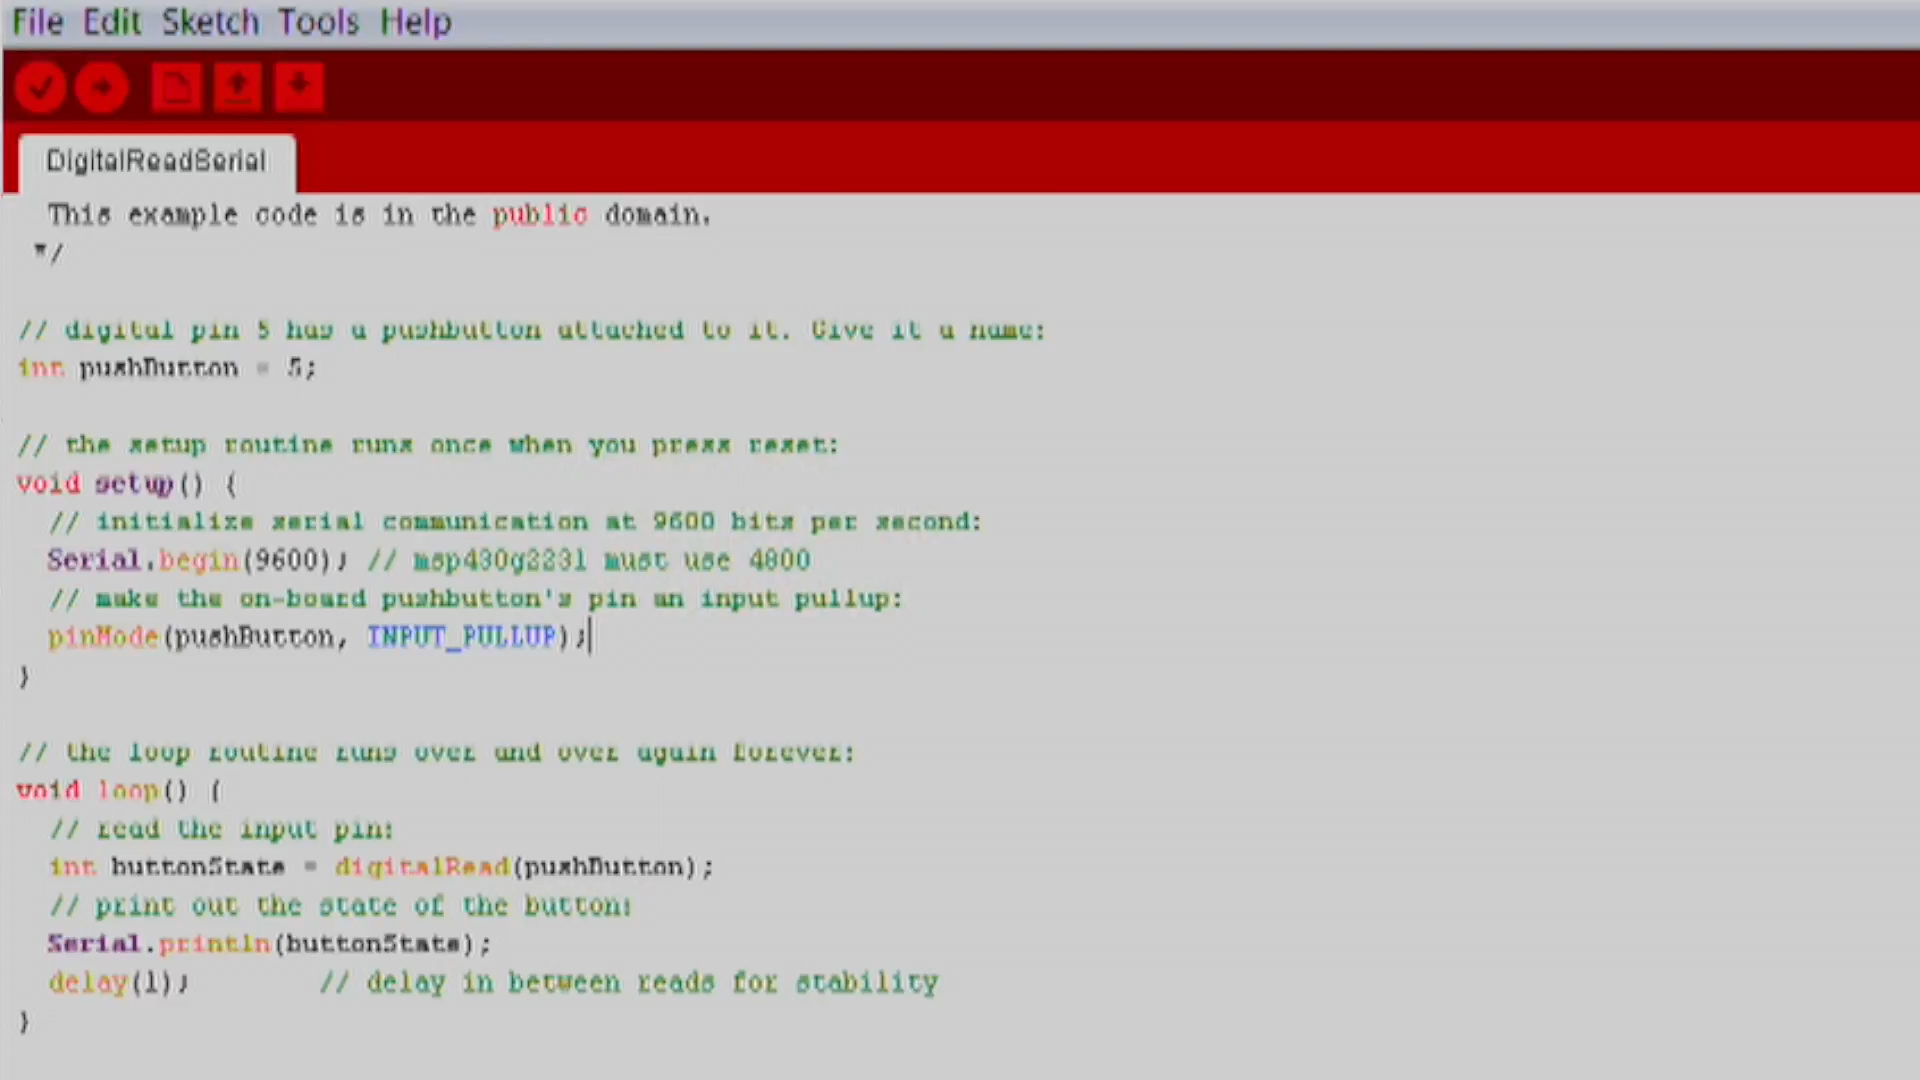 File Edit Sketch Tools Help
DigitalReadSerial
This example code is in the public domain.
*/
// digital pin 5 has a pushbutton attached to it. Give it a name:
int pushButton = 5;
// the setup routine runs once when you press reset:
void setup() {
// initialize serial communication at 9600 bits per second:
Serial.begin(9600); // msp430g2231 must use 4800
// make the on-board pushbutton's pin an input pullup:
pinMode(pushButton, INPUT_PULLUP);
}
// the loop routine runs over and over again forever:
void loop() {
// read the input pin:
int buttonState = digitalRead(pushButton);
// print out the state of the button:
Serial.println(buttonState);
delay(1); // delay in between reads for stability
}